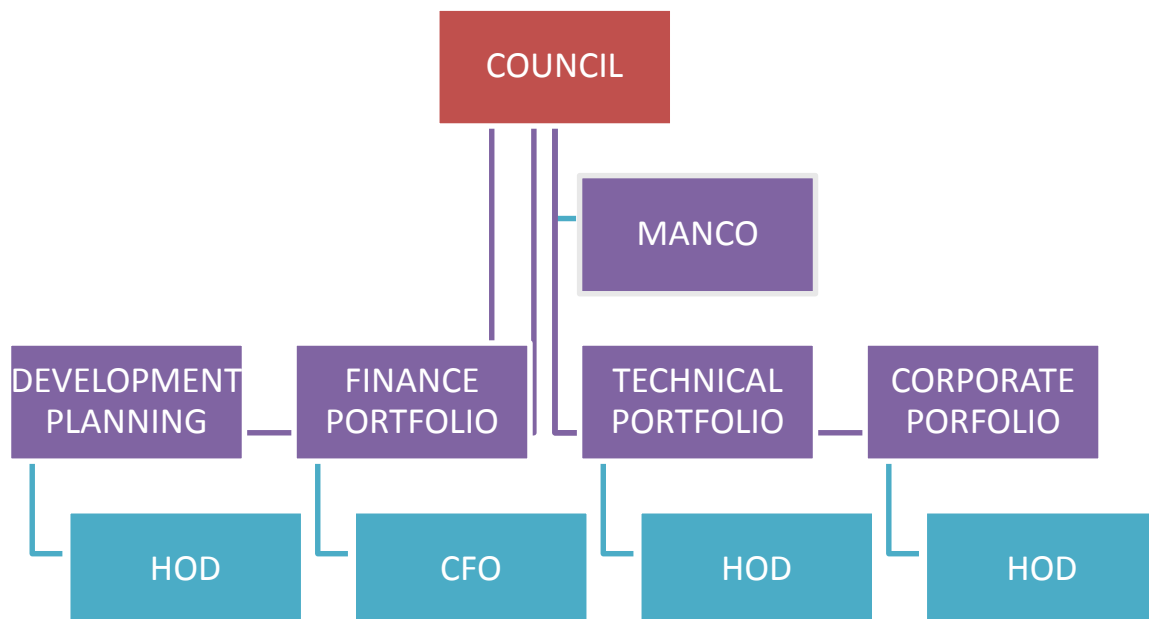 COUNCIL
MANCO
DEVELOPMENT
PLANNING
FINANCE
PORTFOLIO
TECHNICAL
PORTFOLIO
CORPORATE
PORFOLIO
HOD
CFO
HOD
HOD